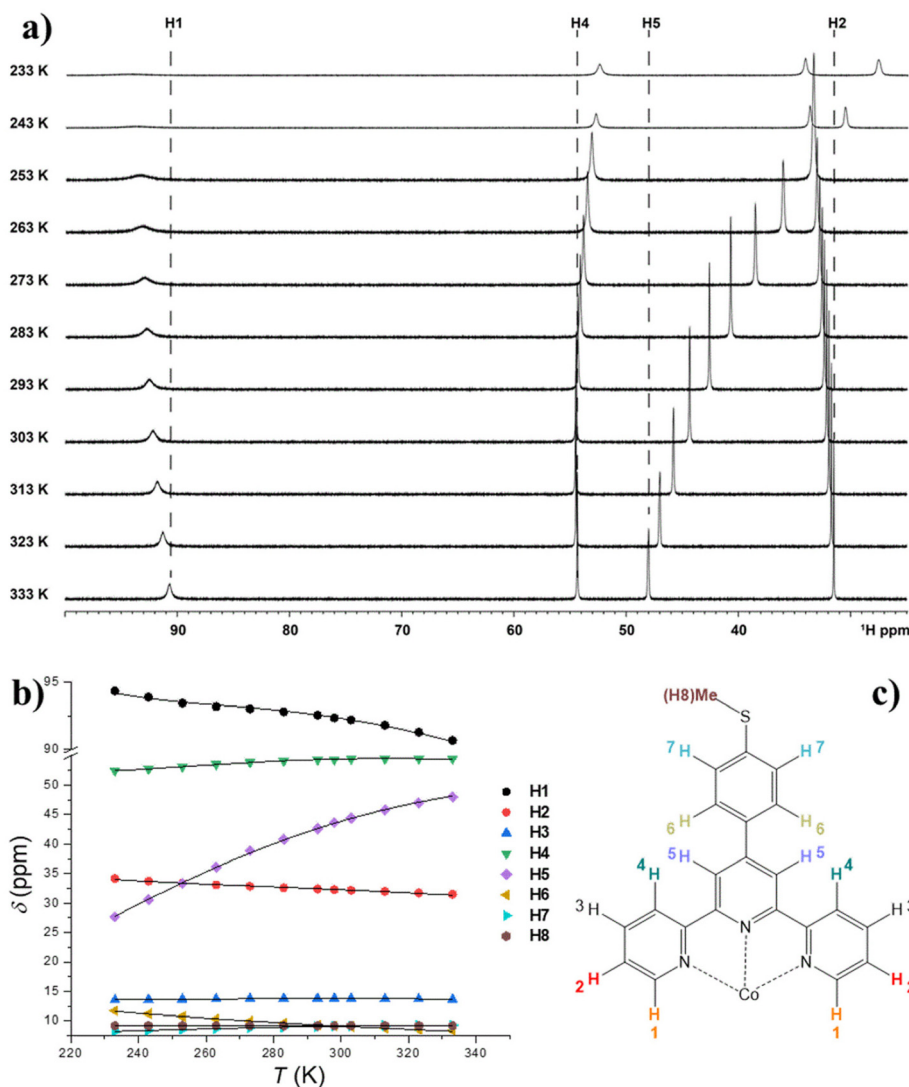 a)
H1 H4 H5 H2
233 K
243 K
253 K
263 K
273 K
283 K
293 K
303 K
313 K
323 K
333 K
90 80 70 60 50 40 ¹H ppm
b)
δ (ppm)
95
90
50
45
40
35
30
25
15
10
220 240 260 280 300 320 340
T (K)
H1
H2
H3
H4
H5
H6
H7
H8
c)
(H8)Me
S
7 H H 7
H H
6 6
5 H H 5
4 4
H H
3 H H 3
N
N N
2 H Co H 2
H H
1 1